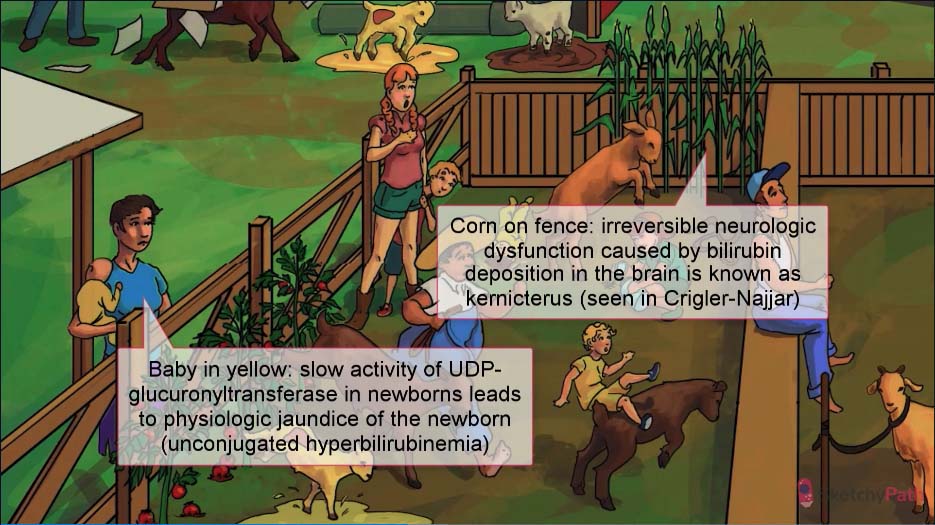 Corn on fence: irreversible neurologic
dysfunction caused by bilirubin
deposition in the brain is known as
kernicterus (seen in Crigler-Najjar)
Baby in yellow: slow activity of UDP-
glucuronyltransferase in newborns leads
to physiologic jaundice of the newborn
(unconjugated hyperbilirubinemia)
SketchyPath